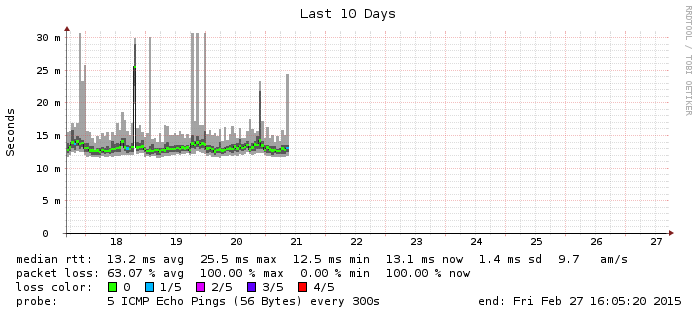 Last 10 Days
RRDTOOL / TOBI OETIKER
Seconds
30 m
25 m
20 m
15 m
10 m
5 m
0
18 19 20 21 22 23 24 25 26 27
median rtt: 13.2 ms avg 25.5 ms max 12.5 ms min 13.1 ms now 1.4 ms sd 9.7 am/s
packet loss: 63.07 % avg 100.00 % max 0.00 % min 100.00 % now
loss color: 0 1/5 2/5 3/5 4/5
probe: 5 ICMP Echo Pings (56 Bytes) every 300s end: Fri Feb 27 16:05:20 2015